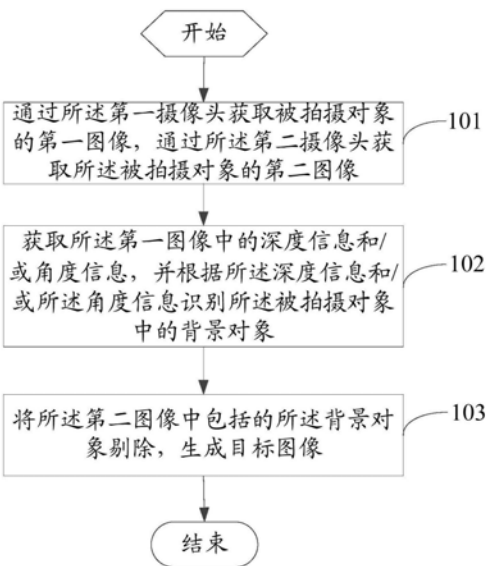 开始
通过所述第一摄像头获取被拍摄对象
的第一图像，通过所述第二摄像头获
取所述被拍摄对象的第二图像
101
获取所述第一图像中的深度信息和/
或角度信息，并根据所述深度信息和/
或所述角度信息识别所述被拍摄对象
中的背景对象
102
将所述第二图像中包括的所述背景对
象剔除，生成目标图像
103
结束